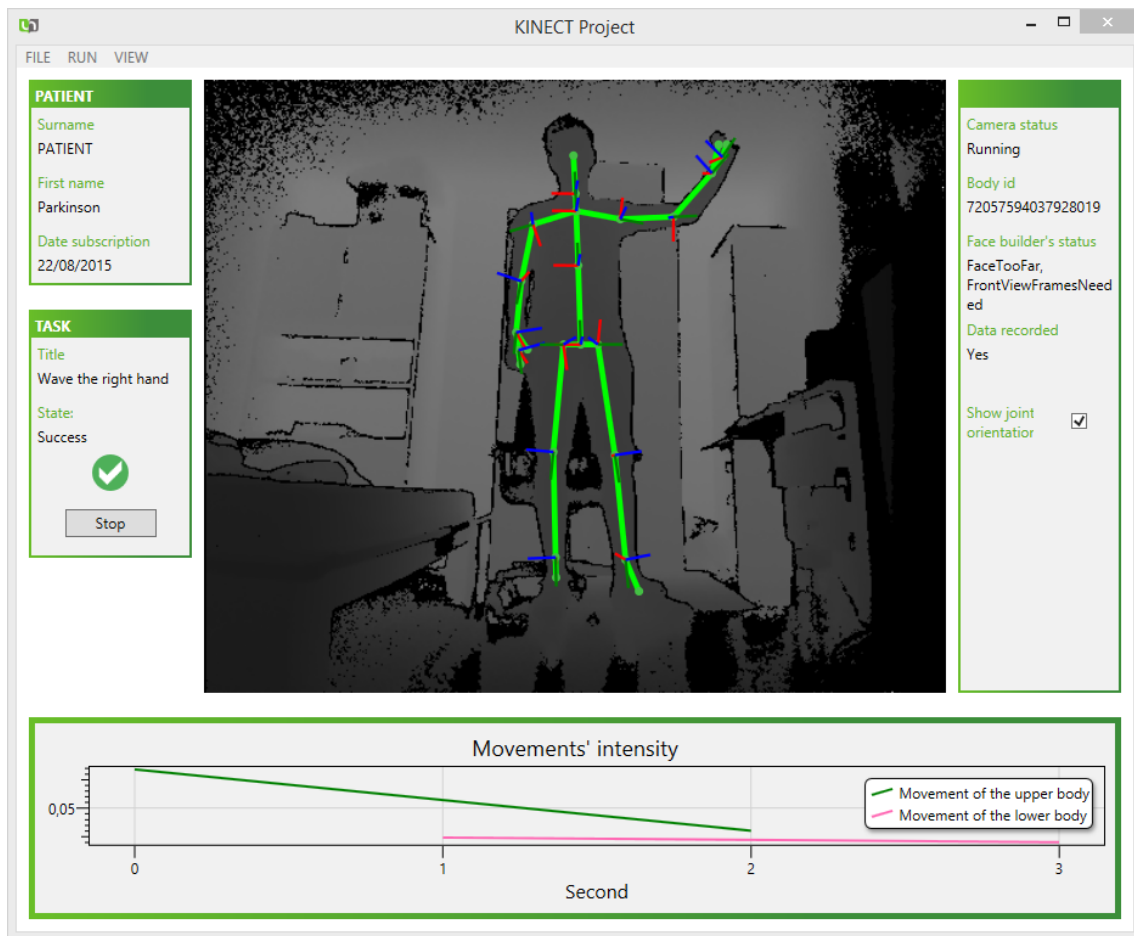 KINECT Project
FILE RUN VIEW
PATIENT
Surname
PATIENT
First name
Parkinson
Date subscription
22/08/2015
TASK
Title
Wave the right hand
State:
Success
Stop
Camera status
Running
Body id
72057594037928019
Face builder's status
FaceTooFar,
FrontViewFramesNeed
ed
Data recorded
Yes
Show joint
orientatior
Movements' intensity
0,05
Movement of the upper body
Movement of the lower body
0 1 2 3
Second